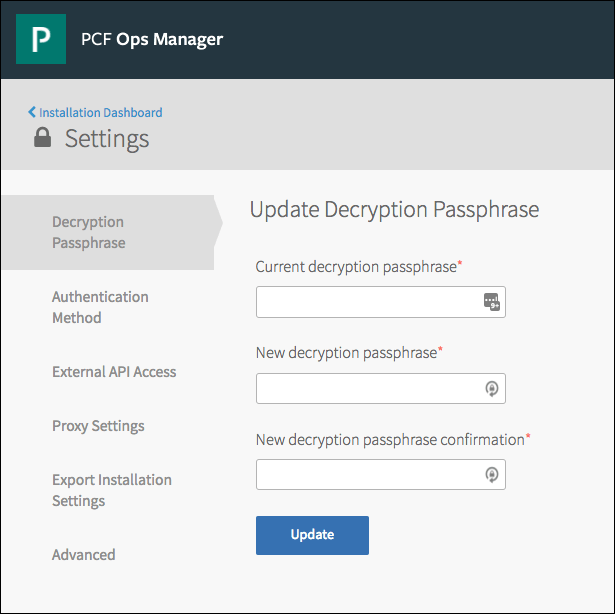 P
PCF Ops Manager
Installation Dashboard
Settings
Decryption
Passphrase
Authentication
Method
External API Access
Proxy Settings
Export Installation
Settings
Advanced
Update Decryption Passphrase
Current decryption passphrase*
9+
New decryption passphrase*
New decryption passphrase confirmation*
Update